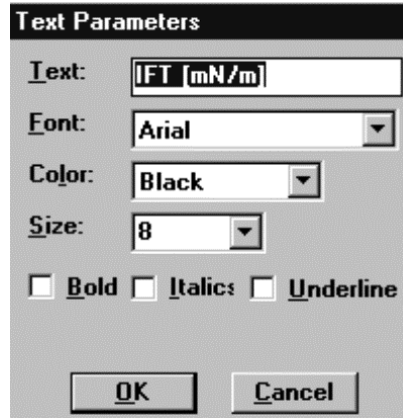 Text Parameters
Text: IFT [mN/m]
Font: Arial
Color: Black
Size: 8
Bold Italics Underline
OK Cancel